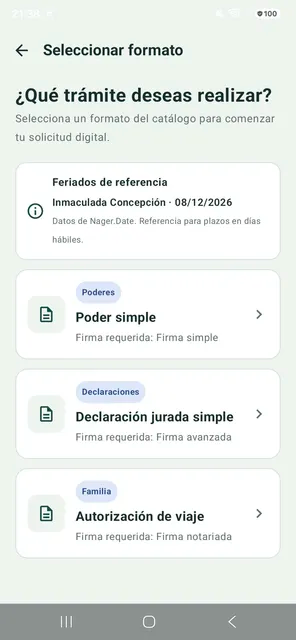 21:38
100
Seleccionar formato
¿Qué trámite deseas realizar?
Selecciona un formato del catálogo para comenzar
tu solicitud digital.
Feriados de referencia
Inmaculada Concepción · 08/12/2026
Datos de Nager.Date. Referencia para plazos en días
hábiles.
Poderes
Poder simple
Firma requerida: Firma simple
Declaraciones
Declaración jurada simple
Firma requerida: Firma avanzada
Familia
Autorización de viaje
Firma requerida: Firma notariada